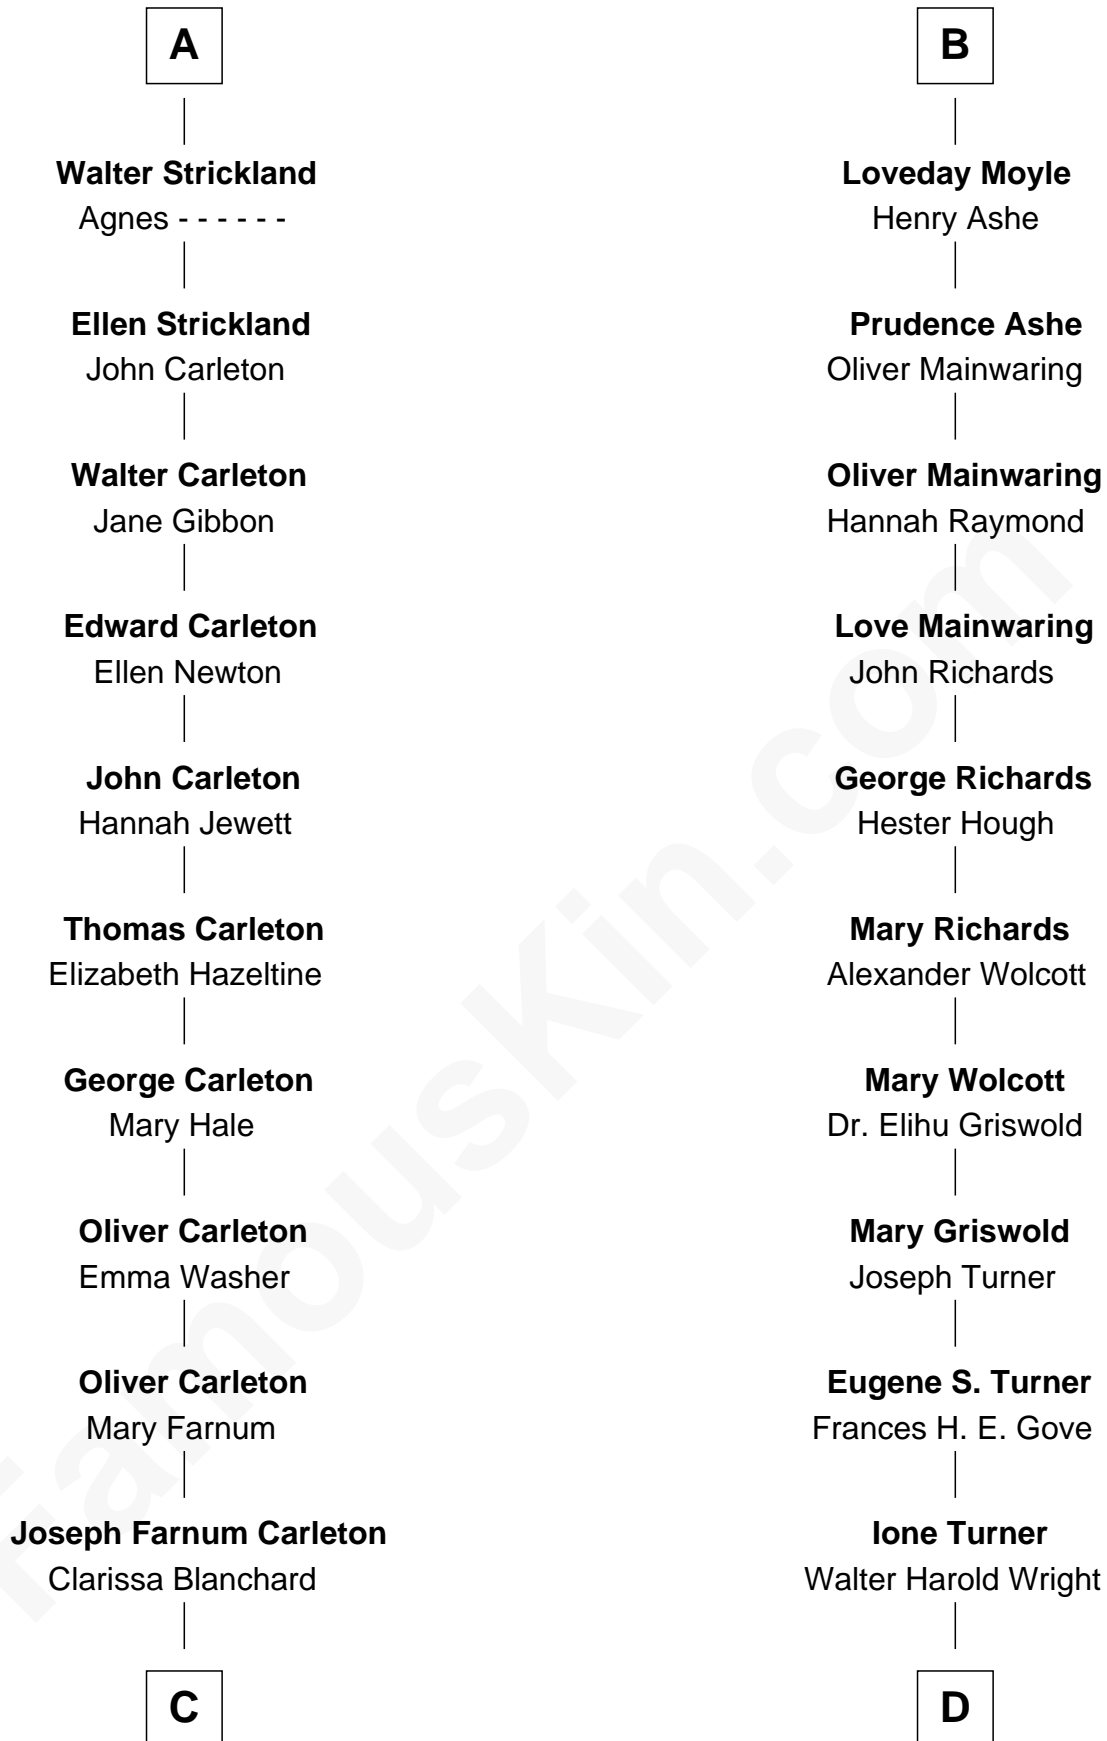 A
Walter Strickland
Agnes - - - - - -
Ellen Strickland
John Carleton
Walter Carleton
Jane Gibbon
Edward Carleton
Ellen Newton
John Carleton
Hannah Jewett
Thomas Carleton
Elizabeth Hazeltine
George Carleton
Mary Hale
Oliver Carleton
Emma Washer
Oliver Carleton
Mary Farnum
Joseph Farnum Carleton
Clarissa Blanchard
C
B
Loveday Moyle
Henry Ashe
Prudence Ashe
Oliver Mainwaring
Oliver Mainwaring
Hannah Raymond
Love Mainwaring
John Richards
George Richards
Hester Hough
Mary Richards
Alexander Wolcott
Mary Wolcott
Dr. Elihu Griswold
Mary Griswold
Joseph Turner
Eugene S. Turner
Frances H. E. Gove
Ione Turner
Walter Harold Wright
D
FamousKin.com